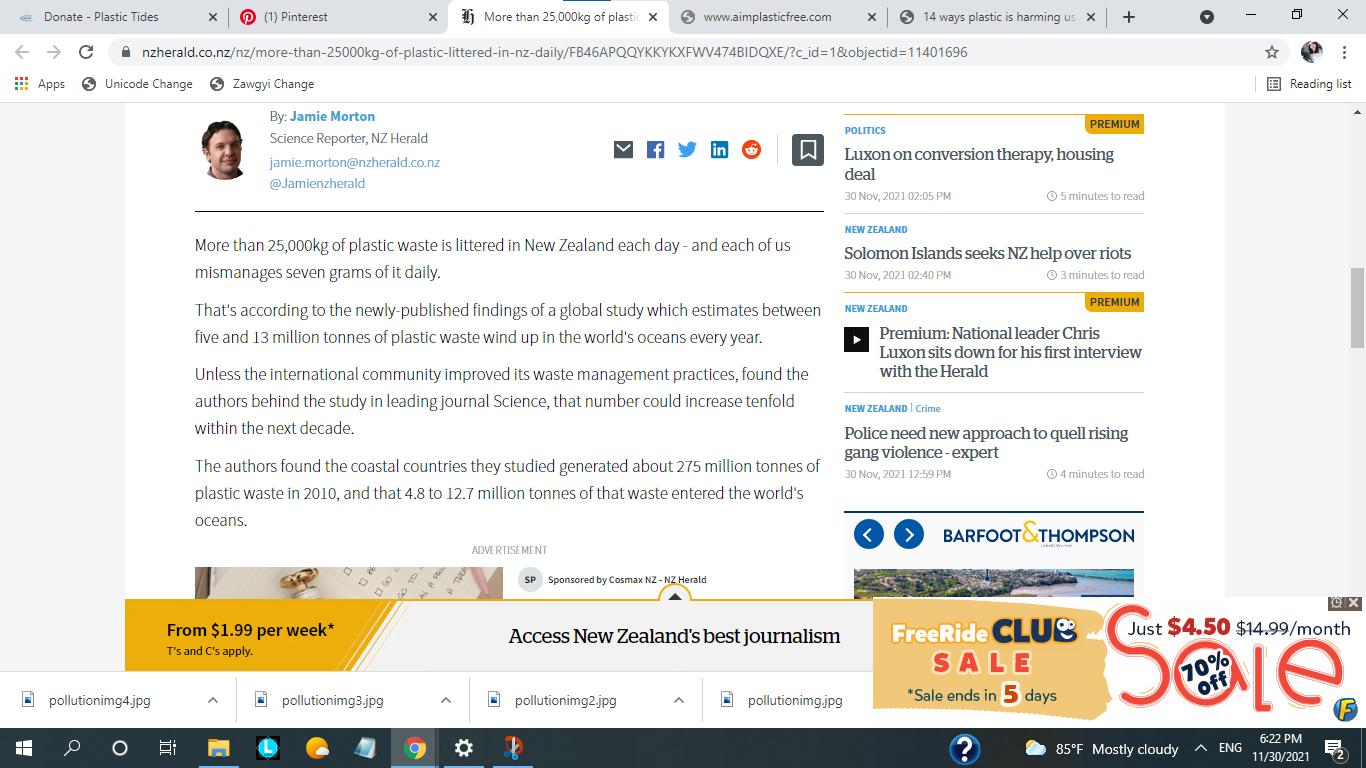 Donate - Plastic Tides
(1) Pinterest
More than 25,000kg of plastic
www.aimplasticfree.com
14 ways plastic is harming us
nzherald.co.nz/nz/more-than-25000kg-of-plastic-littered-in-nz-daily/FB46APQQYKKYKXFWV474BIDQXE/?c_id=1&objectid=11401696
Apps
Unicode Change
Zawgyi Change
Reading list
By: Jamie Morton
Science Reporter, NZ Herald
jamie.morton@nzherald.co.nz
@Jamienzherald
More than 25,000kg of plastic waste is littered in New Zealand each day - and each of us
mismanages seven grams of it daily.
That's according to the newly-published findings of a global study which estimates between
five and 13 million tonnes of plastic waste wind up in the world's oceans every year.
Unless the international community improved its waste management practices, found the
authors behind the study in leading journal Science, that number could increase tenfold
within the next decade.
The authors found the coastal countries they studied generated about 275 million tonnes of
plastic waste in 2010, and that 4.8 to 12.7 million tonnes of that waste entered the world's
oceans.
ADVERTISEMENT
SP
Sponsored by Cosmax NZ - NZ Herald
PREMIUM
POLITICS
Luxon on conversion therapy, housing
deal
30 Nov, 2021 02:05 PM
5 minutes to read
NEW ZEALAND
Solomon Islands seeks NZ help over riots
30 Nov, 2021 02:40 PM
3 minutes to read
PREMIUM
NEW ZEALAND
Premium: National leader Chris
Luxon sits down for his first interview
with the Herald
NEW ZEALAND | Crime
Police need new approach to quell rising
gang violence - expert
30 Nov, 2021 12:59 PM
4 minutes to read
BARFOOT&THOMPSON
From $1.99 per week*
T's and C's apply.
Access New Zealand's best journalism
FreeRide CLUB
SALE
*Sale ends in 5 days
Just $4.50 $14.99/month
Sale
70%
off
pollutionimg4.jpg
pollutionimg3.jpg
pollutionimg2.jpg
pollutionimg.jpg
85°F Mostly cloudy
ENG
6:22 PM
11/30/2021
2